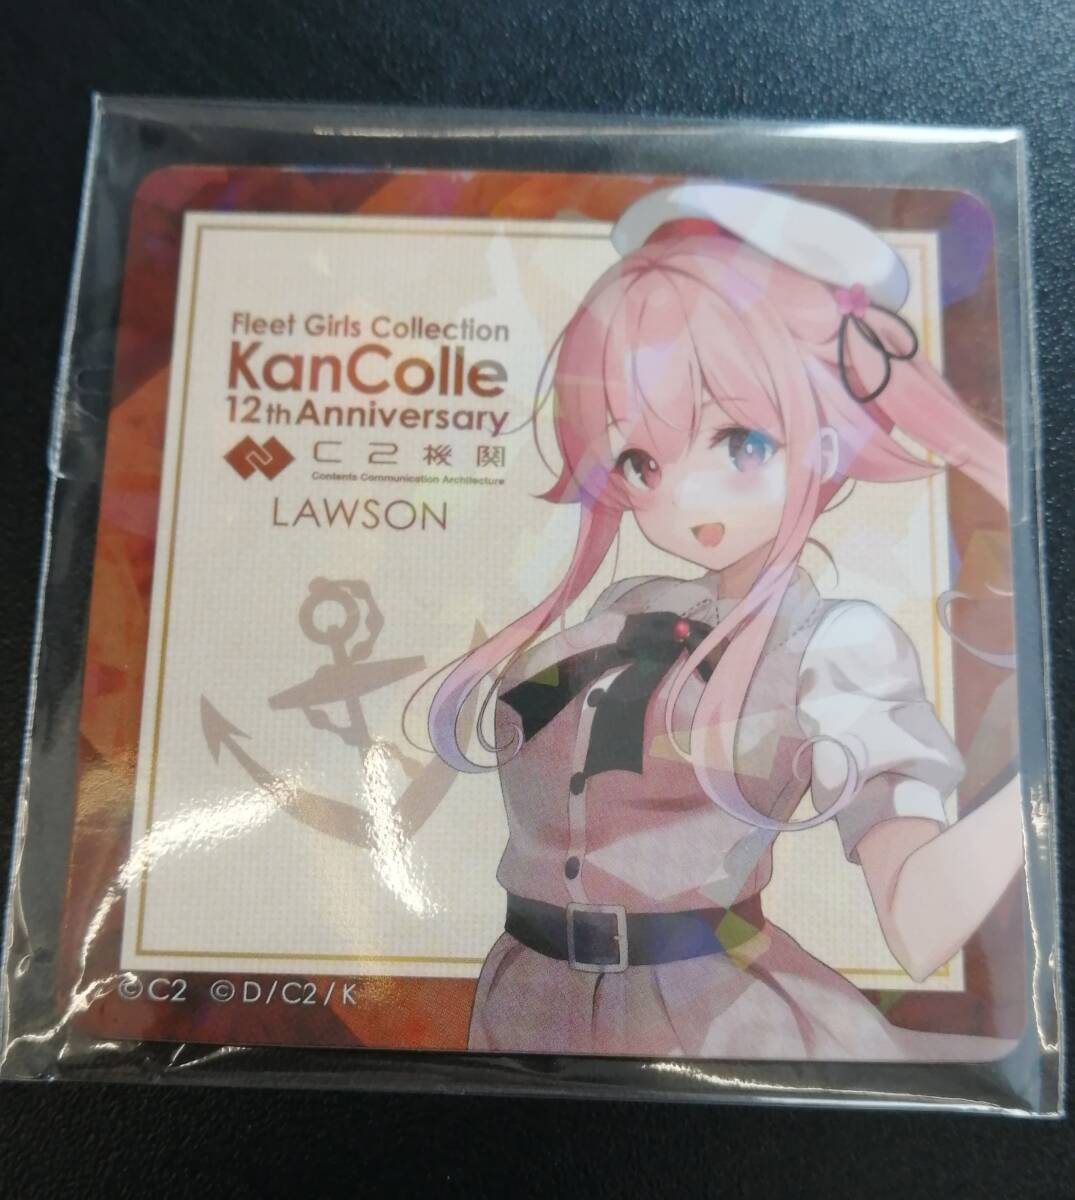 Fleet Girls Collection
KanColle
12th Anniversary
C2機関
Contents Communication Architecture
LAWSON
©C2 ©D/C2/K